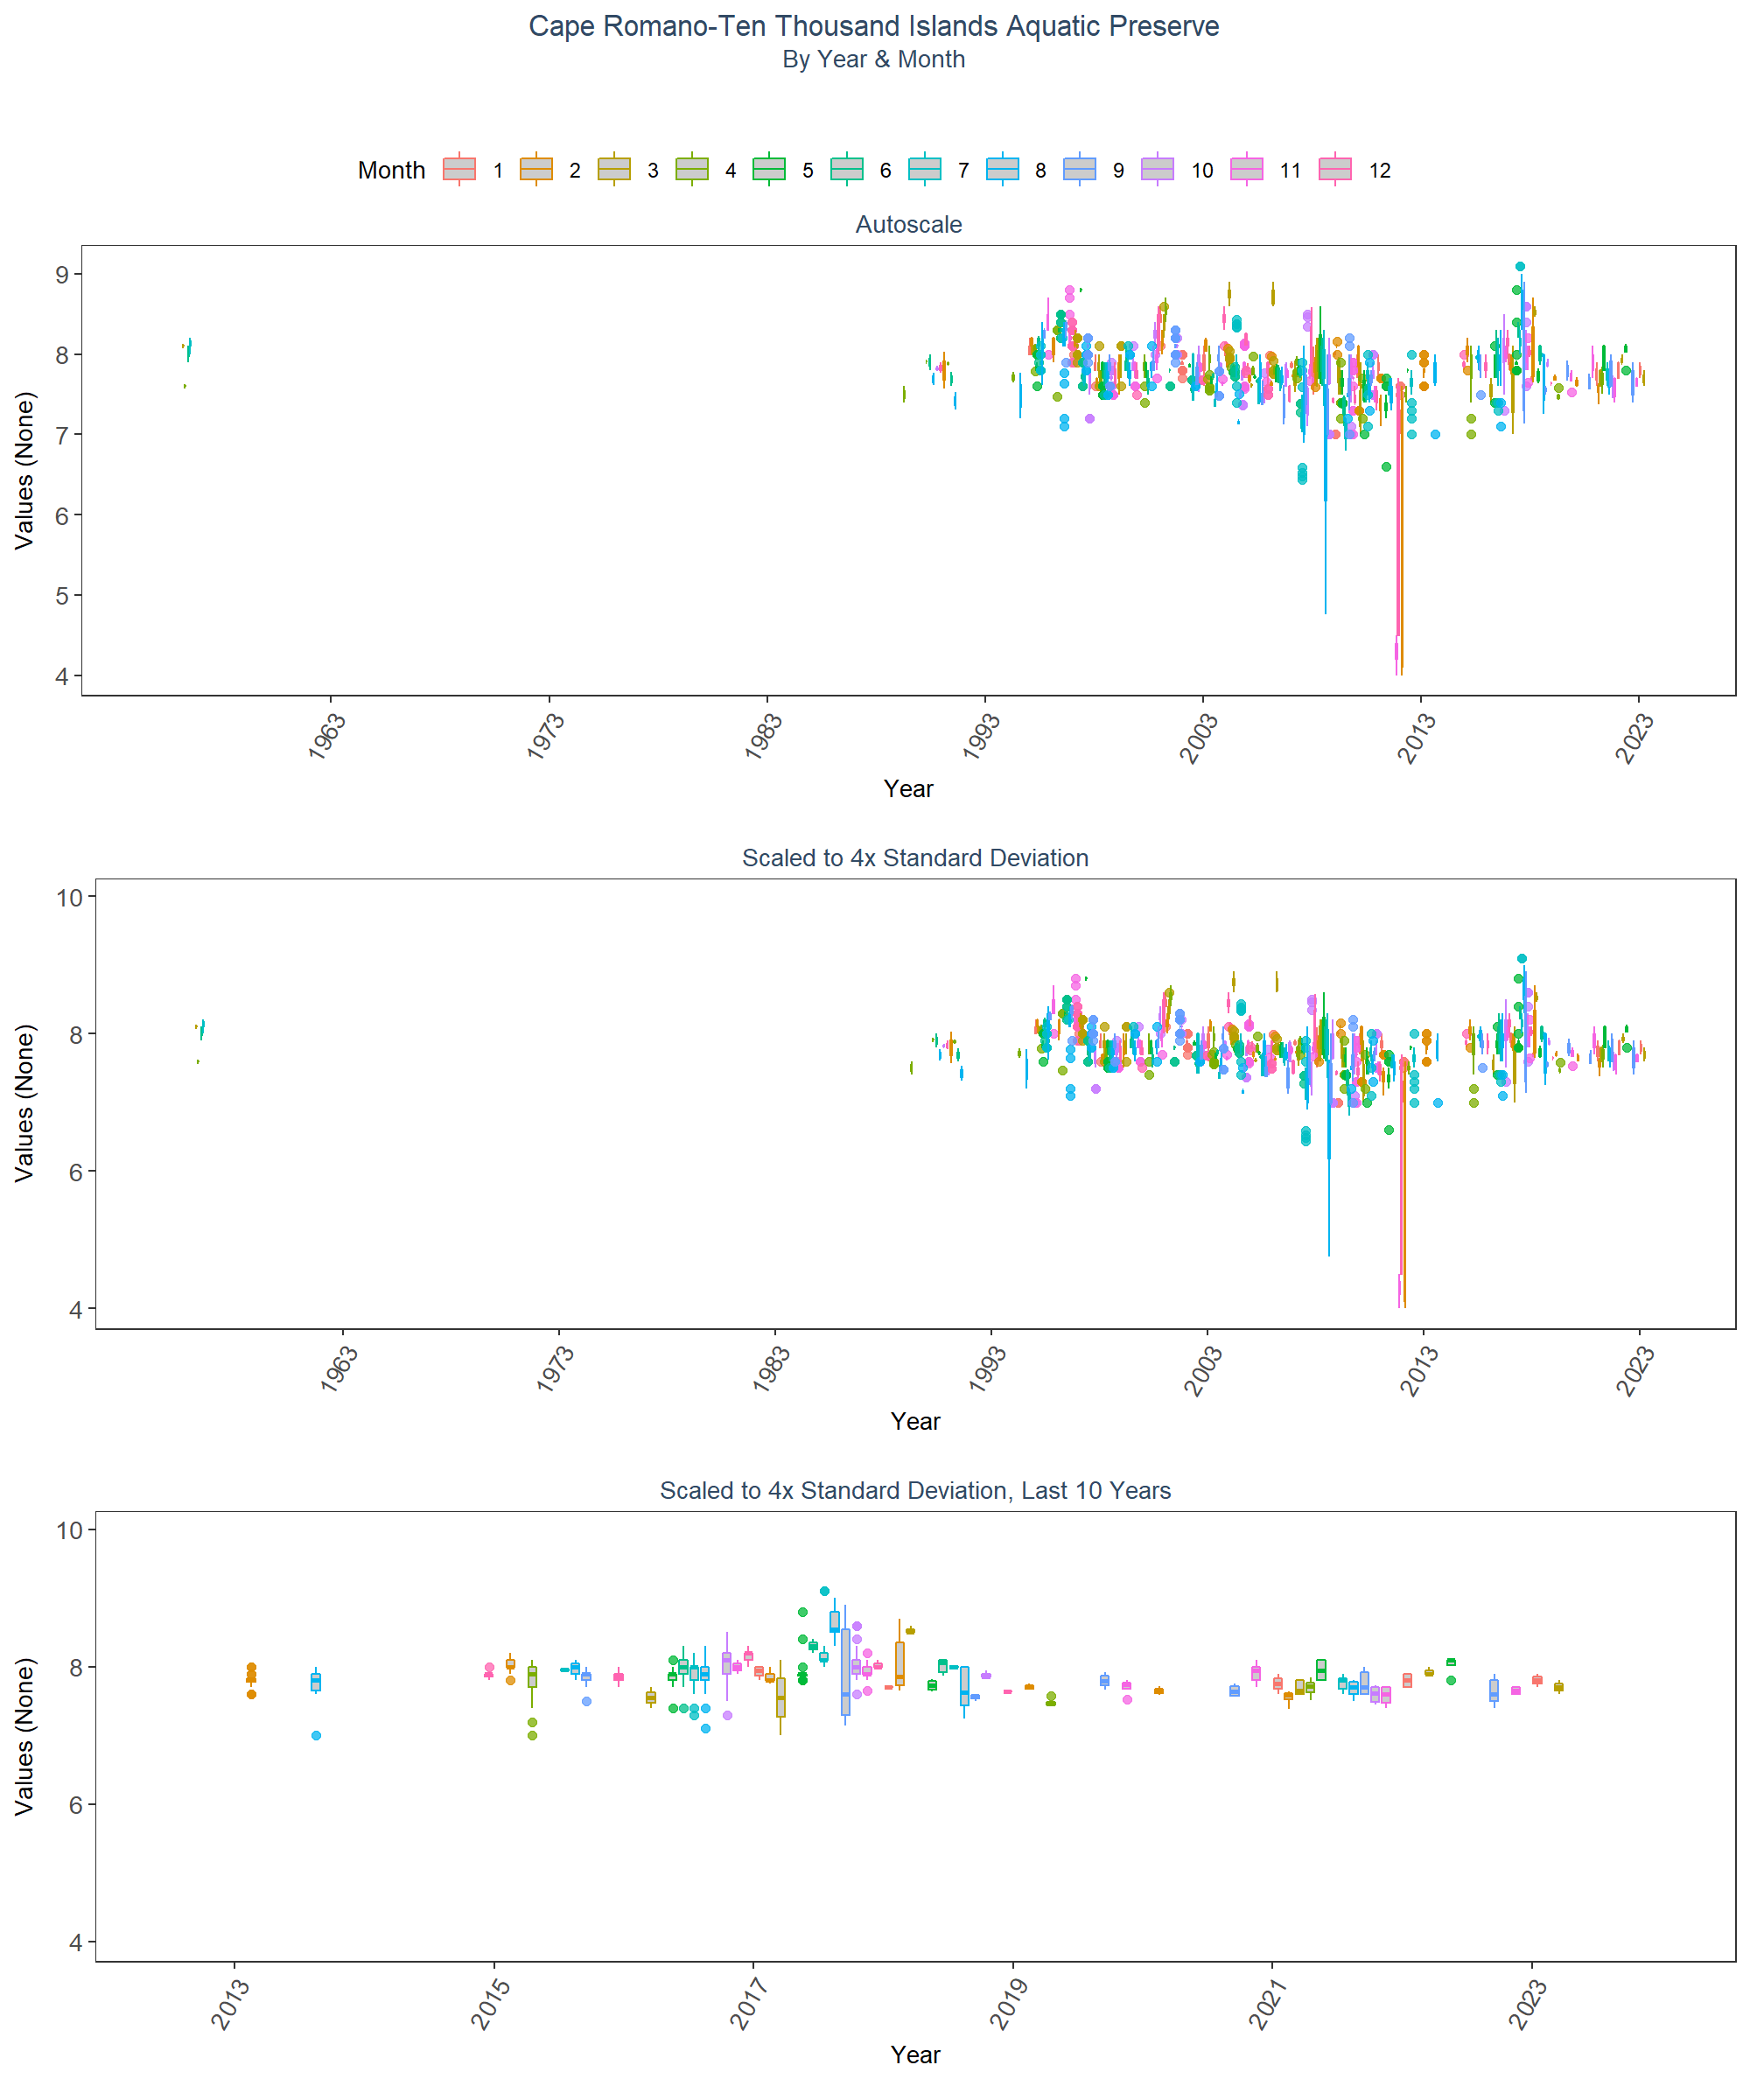 Cape Romano-Ten Thousand Islands Aquatic Preserve
By Year & Month
Month 1 2 3 4 5 6 7 8 9 10 11 12
Autoscale
Values (None)
9
8
7
6
5
4
1963 1973 1983 1993 2003 2013 2023
Year
Scaled to 4x Standard Deviation
Values (None)
10
8
6
4
1963 1973 1983 1993 2003 2013 2023
Year
Scaled to 4x Standard Deviation, Last 10 Years
Values (None)
10
8
6
4
2013 2015 2017 2019 2021 2023
Year